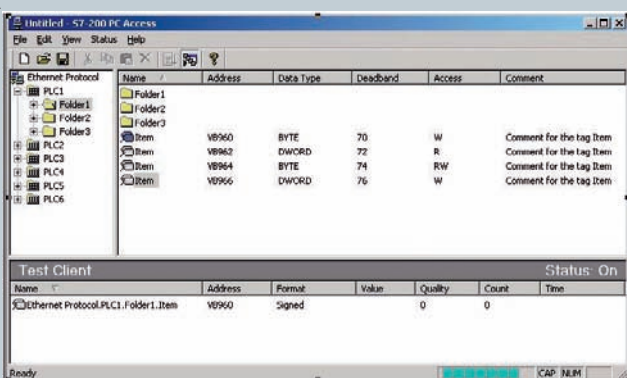 Untitled - S7-200 PC Access
File Edit View Status Help
Ethernet Protocol
PLC1
Folder1
Folder2
Folder3
PLC2
PLC3
PLC4
PLC5
PLC6
Name Address Data Type Deadband Access Comment
Folder1
Folder2
Folder3
Item VB960 BYTE 70 W Comment for the tag Item
Item VB962 DWORD 72 R Comment for the tag Item
Item VB964 BYTE 74 RW Comment for the tag Item
Item VB966 DWORD 76 W Comment for the tag Item
Test Client Status: On
Name Address Format Value Quality Count Time
Ethernet Protocol.PLC1.Folder1.Item VB960 Signed 0 0
Ready CAP NUM